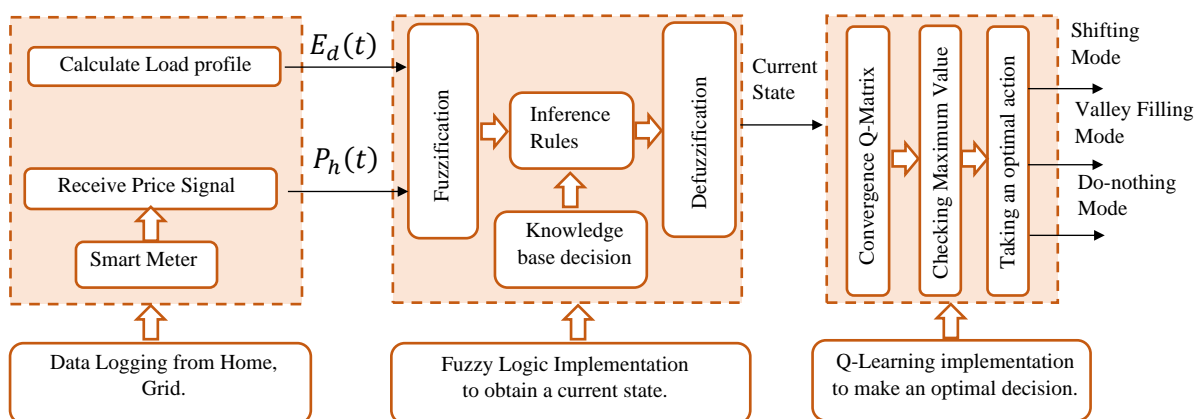 Calculate Load profile
Receive Price Signal
Smart Meter
Data Logging from Home,
Grid.
E_d(t)
P_h(t)
Fuzzification
Inference
Rules
Knowledge
base decision
Defuzzification
Fuzzy Logic Implementation
to obtain a current state.
Current
State
Convergence Q-Matrix
Checking Maximum Value
Taking an optimal action
Q-Learning implementation
to make an optimal decision.
Shifting
Mode
Valley Filling
Mode
Do-nothing
Mode